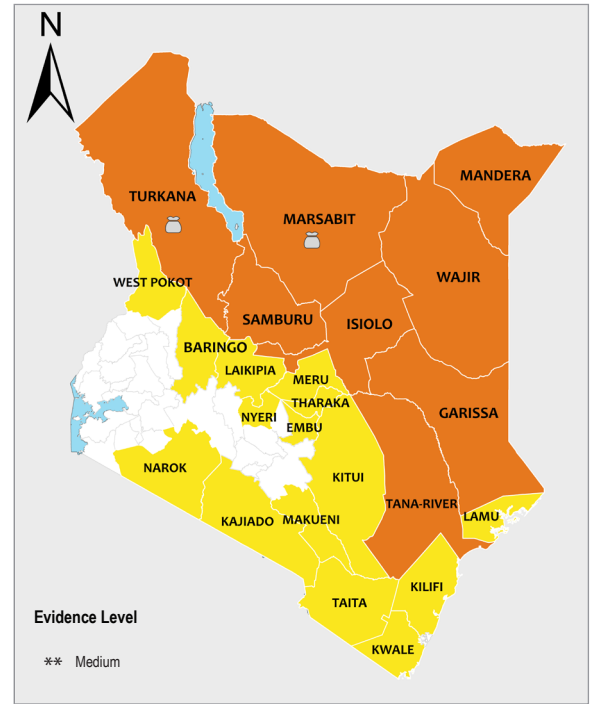 N
MANDERA
TURKANA
MARSABIT
WAJIR
WEST POKOT
SAMBURU
ISIOLO
BARINGO
LAIKIPIA
MERU
THARAKA
NYERI
EMBU
GARISSA
NAROK
KITUI
TANA-RIVER
LAMU
KAJIADO
MAKUENI
KILIFI
TAITA
KWALE
Evidence Level
** Medium